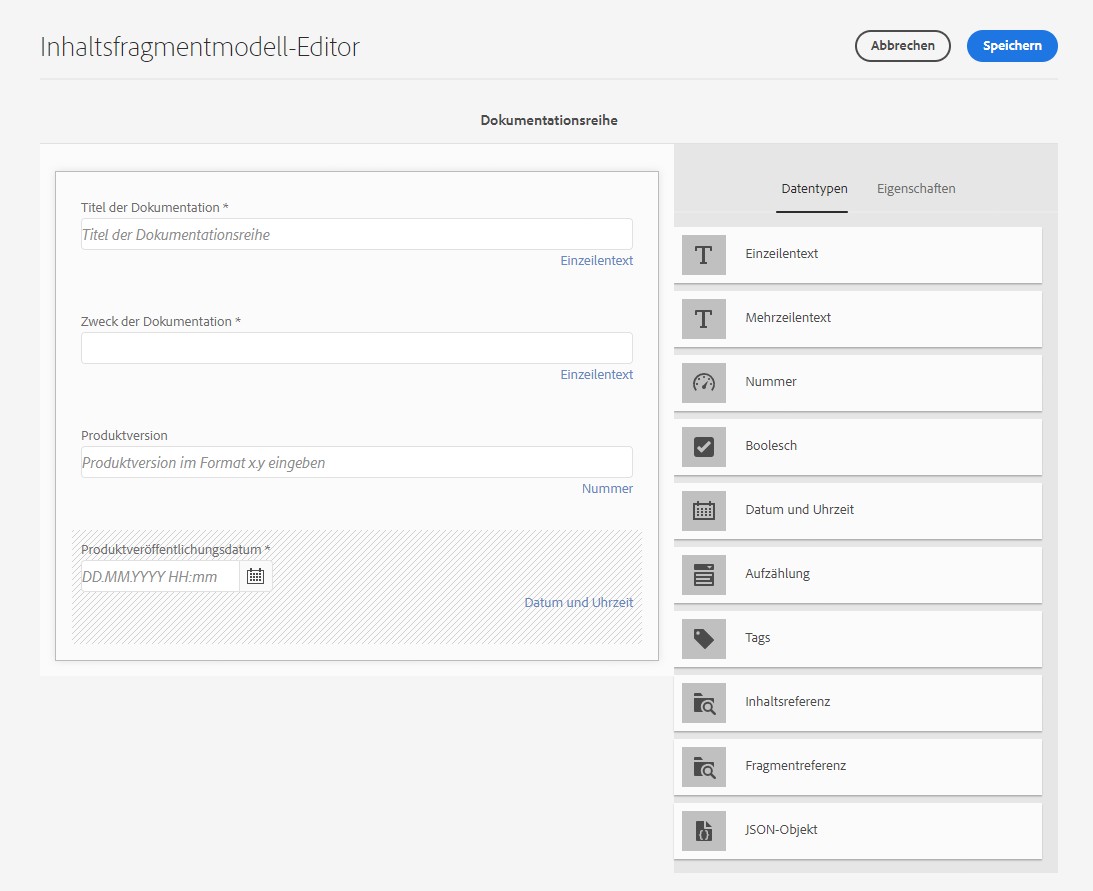 Inhaltsfragmentmodell-Editor
Abbrechen
Speichern
Dokumentationsreihe
Titel der Dokumentation *
Titel der Dokumentationsreihe
Einzeilentext
Zweck der Dokumentation *
Einzeilentext
Produktversion
Produktversion im Format x.y eingeben
Nummer
Produktveröffentlichungsdatum *
DD.MM.YYYY HH:mm
Datum und Uhrzeit
Datentypen
Eigenschaften
Einzeilentext
Mehrzeilentext
Nummer
Boolesch
Datum und Uhrzeit
Aufzählung
Tags
Inhaltsreferenz
Fragmentreferenz
JSON-Objekt